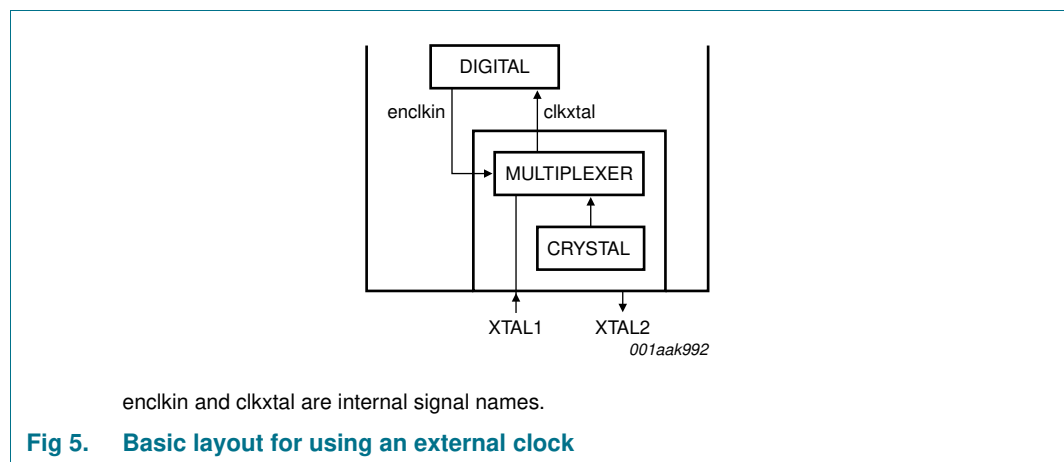 DIGITAL
enclkin
clkxtal
MULTIPLEXER
CRYSTAL
XTAL1
XTAL2
001aak992
enclkin and clkxtal are internal signal names.
Fig 5. Basic layout for using an external clock